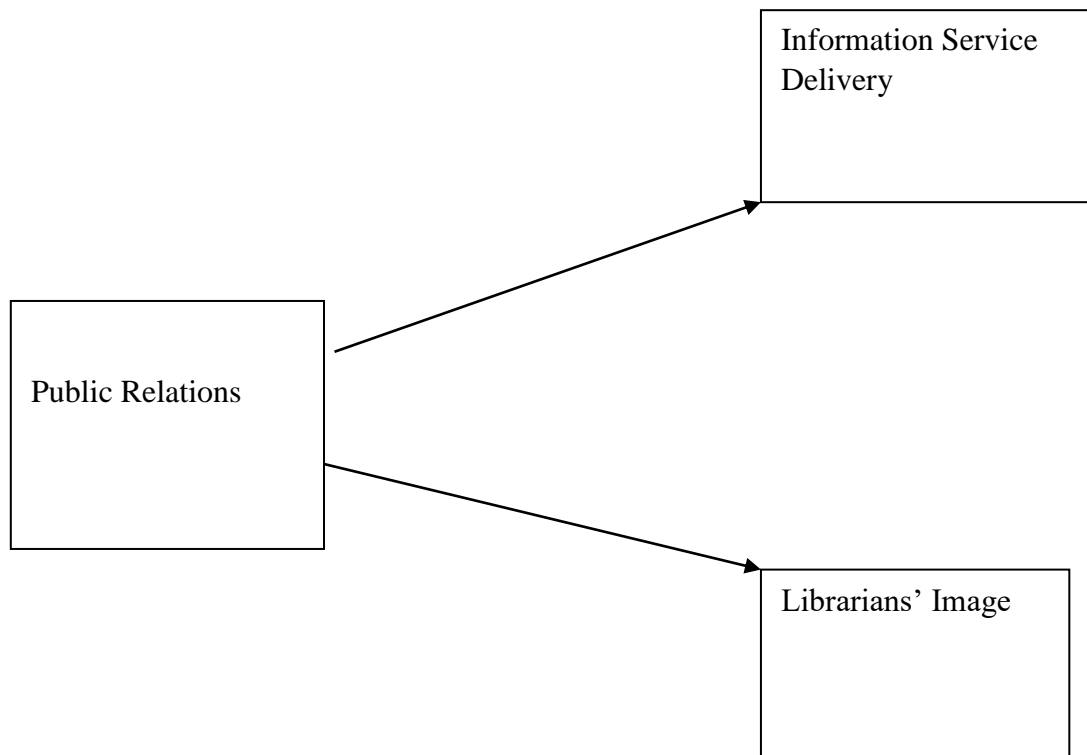 Information Service
Delivery
Public Relations
Librarians’ Image